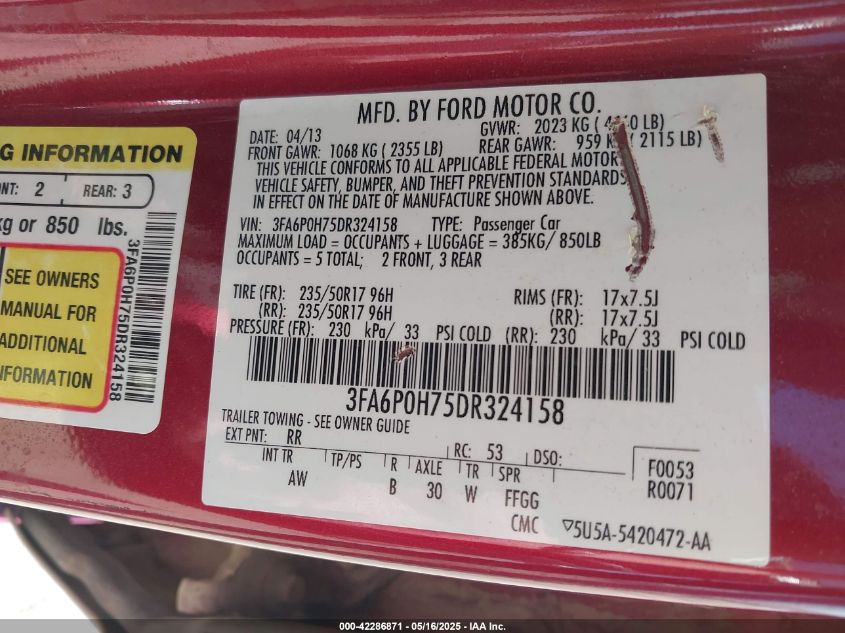 G INFORMATION
NT: 2 REAR: 3
kg or 850 lbs.
SEE OWNERS
MANUAL FOR
ADDITIONAL
INFORMATION
3FA6P0H75DR324158
MFD. BY FORD MOTOR CO.
DATE: 04/13 GVWR: 2023 KG ( LB)
FRONT GAWR: 1068 KG ( 2355 LB) REAR GAWR: 959 KG ( 2115 LB)
THIS VEHICLE CONFORMS TO ALL APPLICABLE FEDERAL MOTOR
VEHICLE SAFETY, BUMPER, AND THEFT PREVENTION STANDARDS
IN EFFECT ON THE DATE OF MANUFACTURE SHOWN ABOVE.
VIN: 3FA6P0H75DR324158 TYPE: Passenger Car
MAXIMUM LOAD = OCCUPANTS + LUGGAGE = 385KG/ 850LB
OCCUPANTS = 5 TOTAL; 2 FRONT, 3 REAR
TIRE (FR): 235/50R17 96H RIMS (FR): 17x7.5J
(RR): 235/50R17 96H (RR): 17x7.5J
PRESSURE (FR): 230 kPa/ 33 PSI COLD (RR): 230 kPa/ 33 PSI COLD
3FA6P0H75DR324158
TRAILER TOWING - SEE OWNER GUIDE
EXT PNT: RR RC: 53 DSO: F0053
INT TR TP/PS R AXLE TR SPR R0071
AW B 30 W FFGG
CMC ▽5U5A-5420472-AA
000-42286871 - 05/16/2025 - IAA Inc.